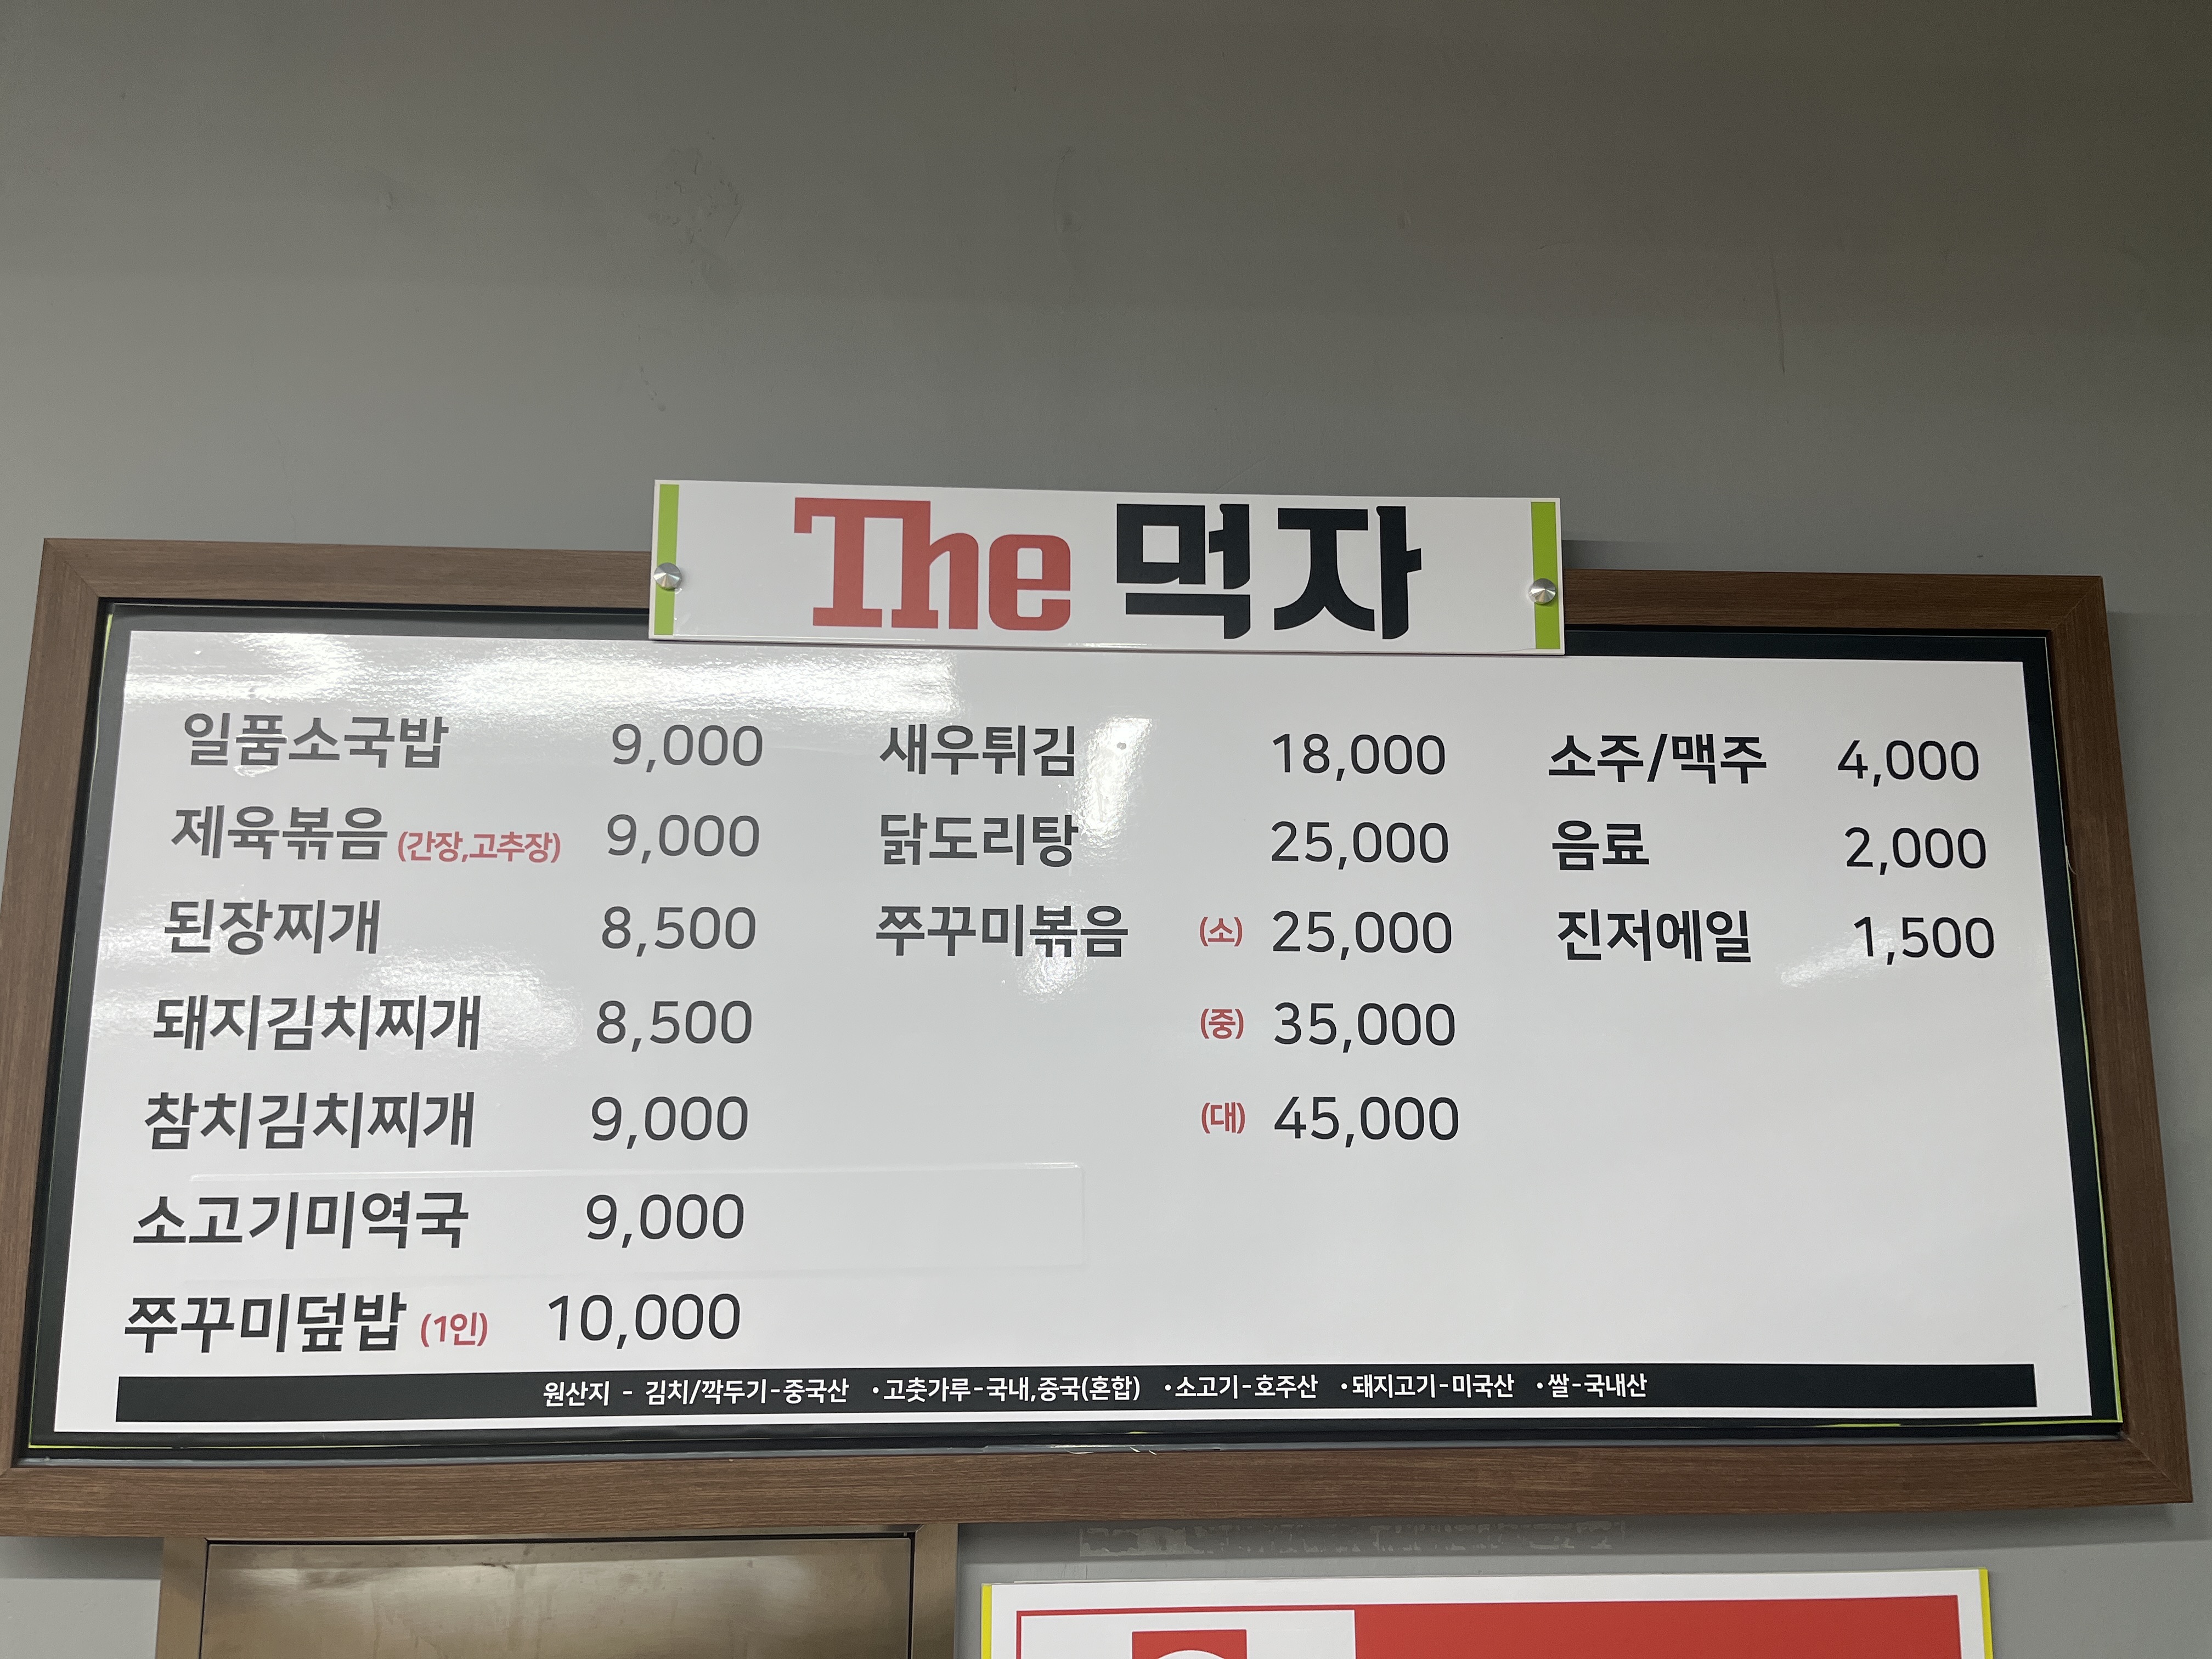 The 먹자
일품소국밥 9,000
제육볶음 (간장,고추장) 9,000
된장찌개 8,500
돼지김치찌개 8,500
참치김치찌개 9,000
소고기미역국 9,000
쭈꾸미덮밥 (1인) 10,000
새우튀김 18,000
닭도리탕 25,000
쭈꾸미볶음 (소) 25,000
(중) 35,000
(대) 45,000
소주/맥주 4,000
음료 2,000
진저에일 1,500
원산지 - 김치/깍두기-중국산 •고춧가루-국내,중국(혼합) •소고기-호주산 •돼지고기-미국산 •쌀-국내산